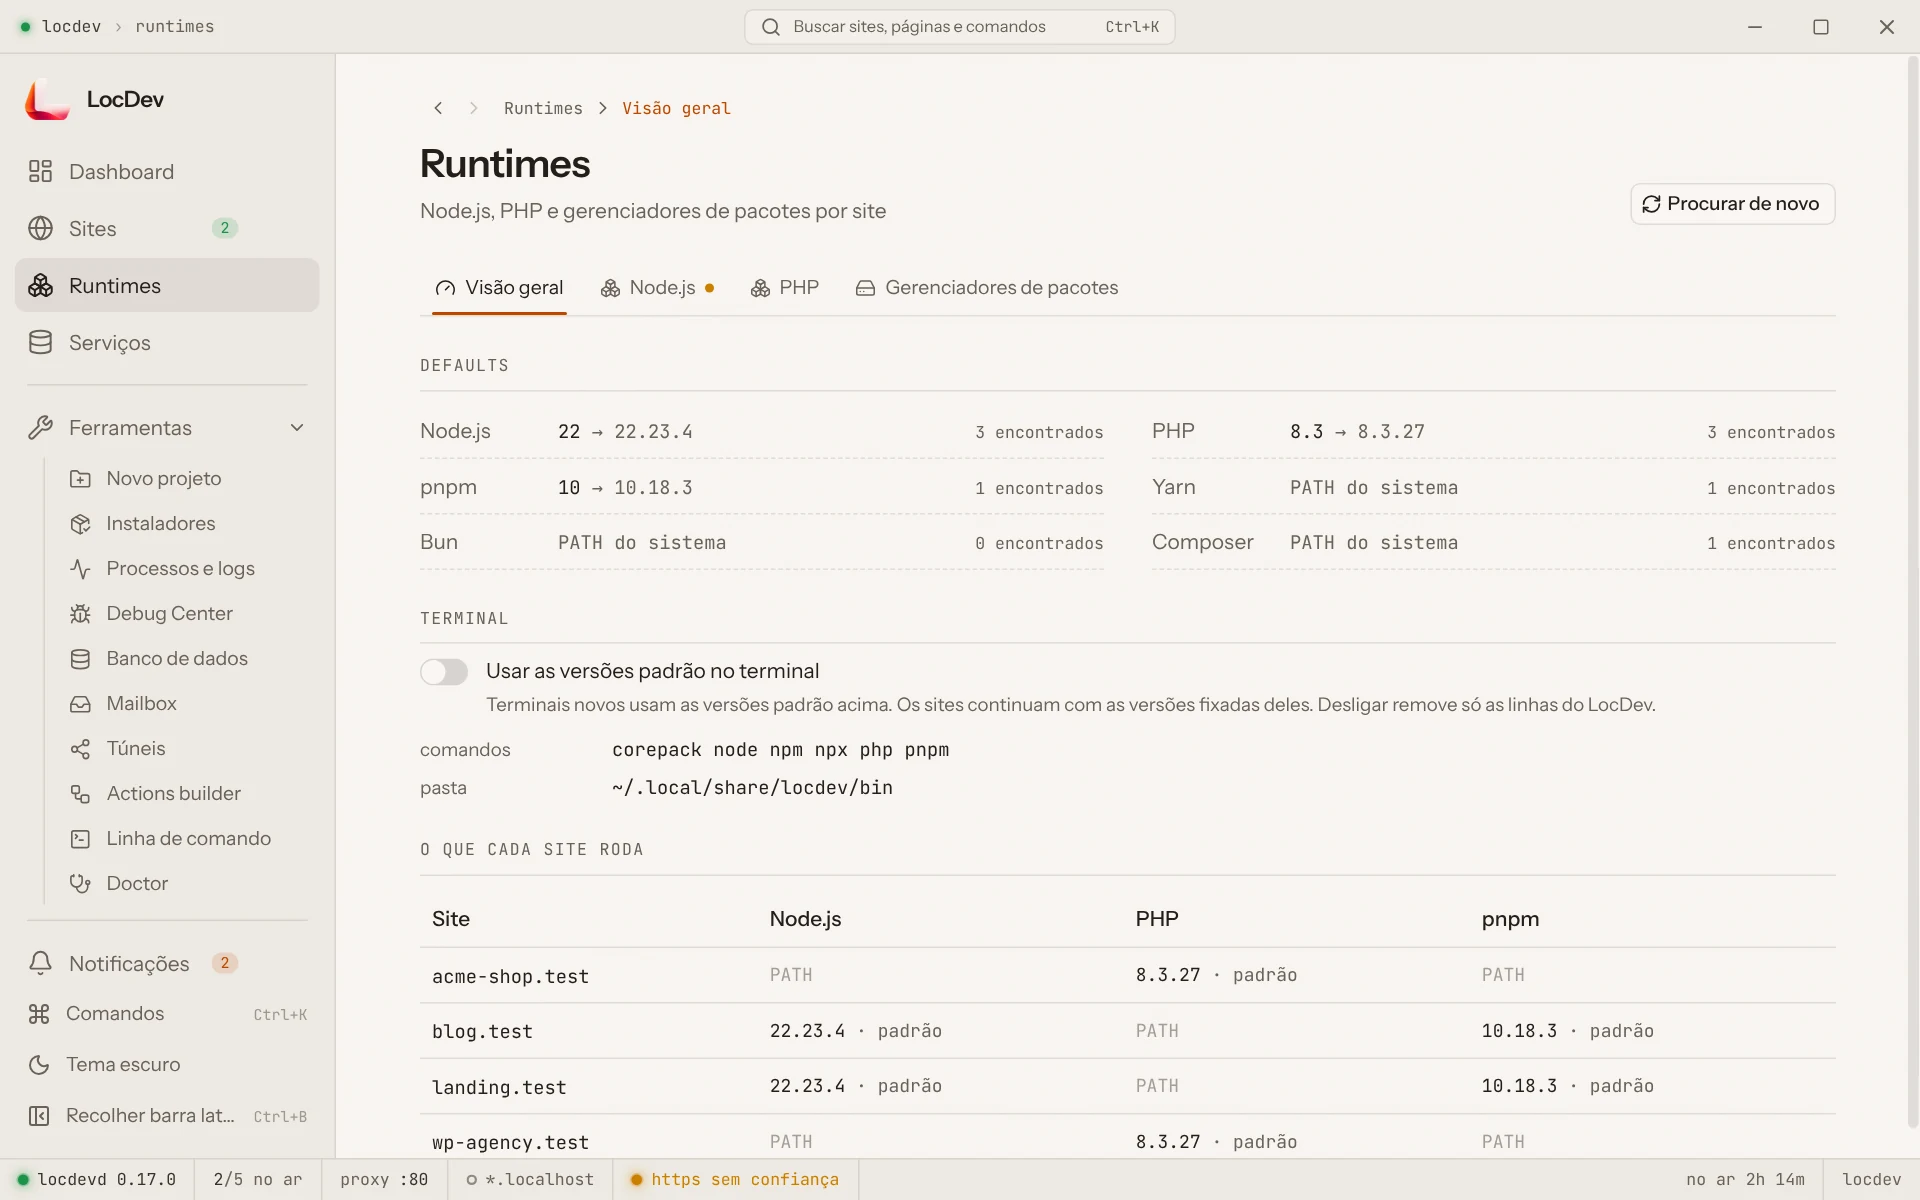 locdev › runtimes
Buscar sites, páginas e comandos Ctrl+K
LocDev
Dashboard
Sites 2
Runtimes
Serviços
Ferramentas
Novo projeto
Instaladores
Processos e logs
Debug Center
Banco de dados
Mailbox
Túneis
Actions builder
Linha de comando
Doctor
Notificações 2
Comandos Ctrl+K
Tema escuro
Recolher barra lat... Ctrl+B
Runtimes > Visão geral
Runtimes
Node.js, PHP e gerenciadores de pacotes por site
Procurar de novo
Visão geral Node.js PHP Gerenciadores de pacotes
DEFAULTS
Node.js 22 → 22.23.4 3 encontrados PHP 8.3 → 8.3.27 3 encontrados
pnpm 10 → 10.18.3 1 encontrados Yarn PATH do sistema 1 encontrados
Bun PATH do sistema 0 encontrados Composer PATH do sistema 1 encontrados
TERMINAL
Usar as versões padrão no terminal
Terminais novos usam as versões padrão acima. Os sites continuam com as versões fixadas deles. Desligar remove só as linhas do LocDev.
comandos corepack node npm npx php pnpm
pasta ~/.local/share/locdev/bin
O QUE CADA SITE RODA
Site Node.js PHP pnpm
acme-shop.test PATH 8.3.27 · padrão PATH
blog.test 22.23.4 · padrão PATH 10.18.3 · padrão
landing.test 22.23.4 · padrão PATH 10.18.3 · padrão
wp-agency.test PATH 8.3.27 · padrão PATH
locdevd 0.17.0 2/5 no ar proxy :80 *.localhost https sem confiança no ar 2h 14m locdev